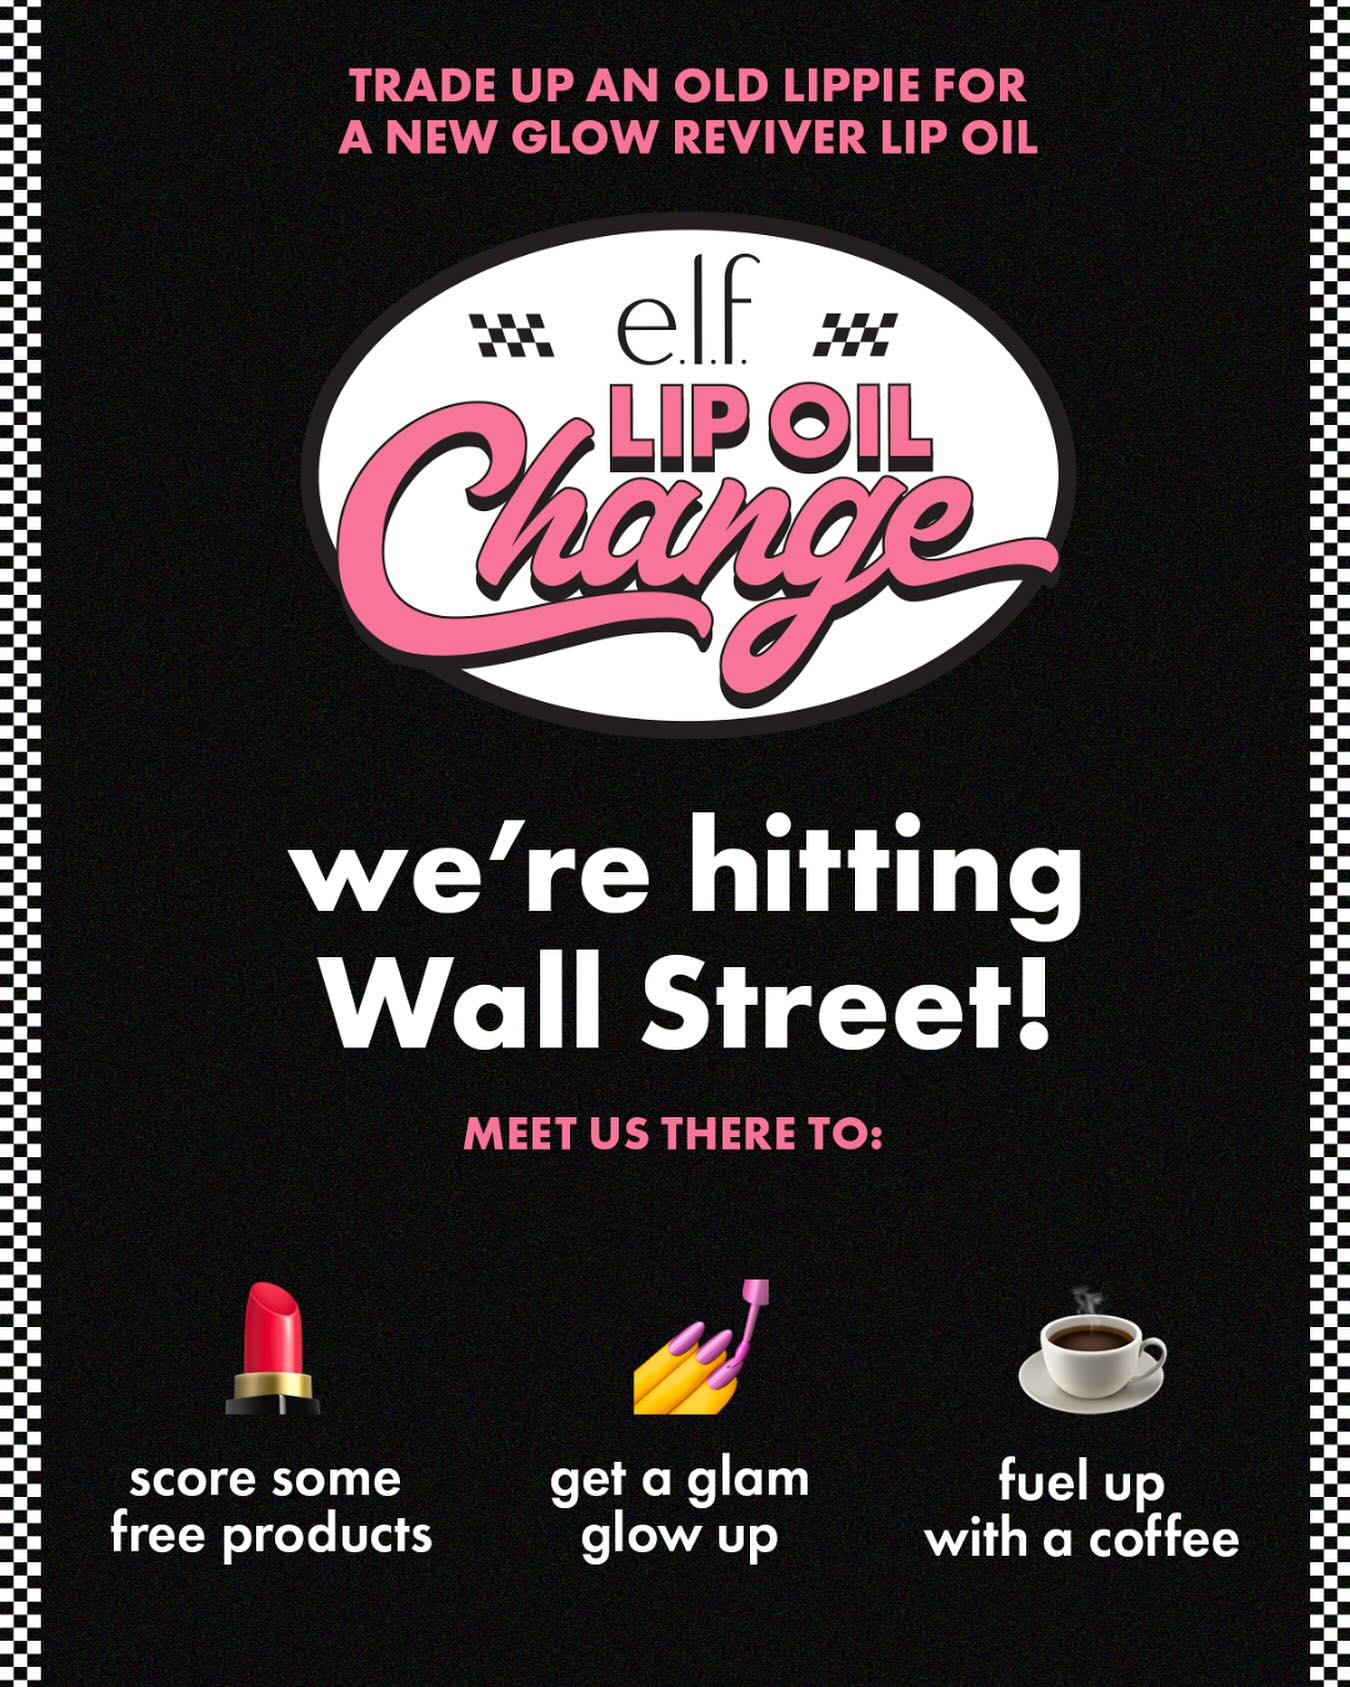 TRADE UP AN OLD LIPPIE FOR
A NEW GLOW REVIVER LIP OIL
e.l.f.
LIP OIL
Change
we’re hitting
Wall Street!
MEET US THERE TO:
score some
free products
get a glam
glow up
fuel up
with a coffee